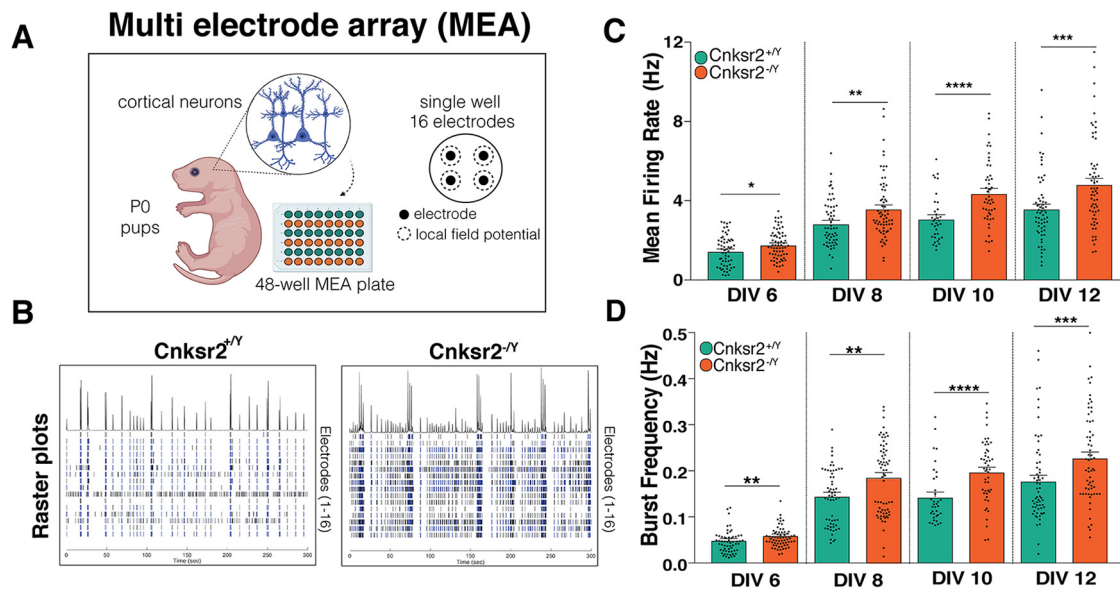 A
Multi electrode array (MEA)
cortical neurons
single well
16 electrodes
P0
pups
electrode
local field potential
48-well MEA plate
B
Cnksr2+/Y
Cnksr2-/Y
Raster plots
Electrodes (1-16)
0 50 100 150 200 250 300
Time (sec)
Electrodes (1-16)
0 50 100 150 200 250 300
Time (sec)
C
Mean Firing Rate (Hz)
12
8
4
0
Cnksr2+/Y
Cnksr2-/Y
*
**
****
***
DIV 6
DIV 8
DIV 10
DIV 12
D
Burst Frequency (Hz)
0.5
0.4
0.3
0.2
0.1
0.0
Cnksr2+/Y
Cnksr2-/Y
**
**
****
***
DIV 6
DIV 8
DIV 10
DIV 12